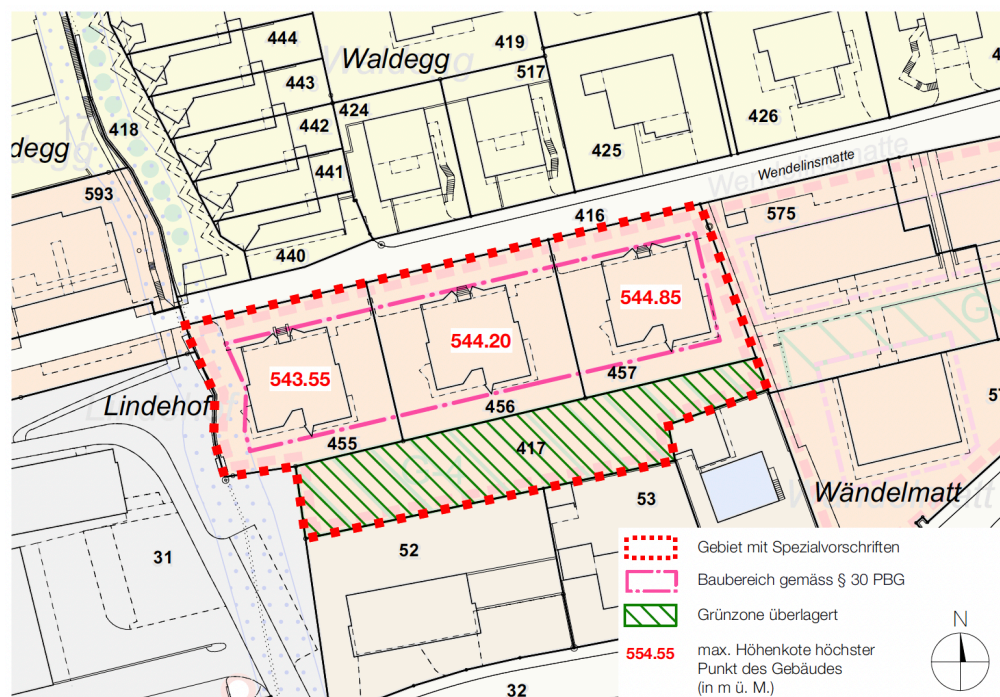 444
419
Waldegg
443
517
424
426
418
442
425
degg
441
Wendelinsmatte
Wendelinsmatte
593
416
575
440
544.85
544.20
G
543.55
457
Lindehof
456
455
417
57
Wändelmatt
53
52
31
32
Gebiet mit Spezialvorschriften
Baubereich gemäss § 30 PBG
Grünzone überlagert
554.55
max. Höhenkote höchster
Punkt des Gebäudes
(in m ü. M.)
N